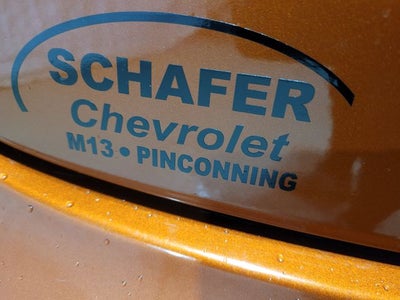 SCHAFER
Chevrolet
M13 • PINCONNING